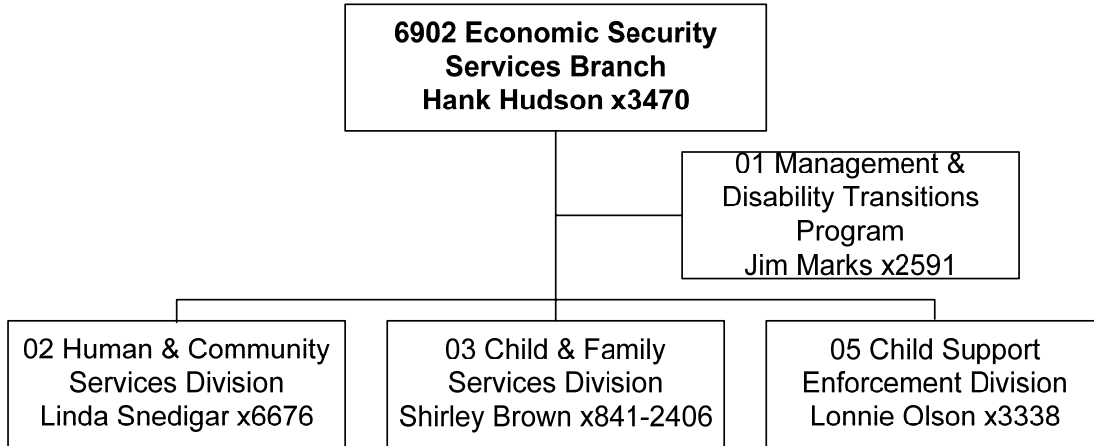 6902 Economic Security
Services Branch
Hank Hudson x3470
01 Management &
Disability Transitions
Program
Jim Marks x2591
02 Human & Community
Services Division
Linda Snedigar x6676
03 Child & Family
Services Division
Shirley Brown x841-2406
05 Child Support
Enforcement Division
Lonnie Olson x3338